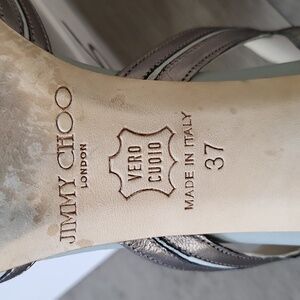 JIMMY CHOO
LONDON
VERO
CUOIO
MADE IN ITALY
37